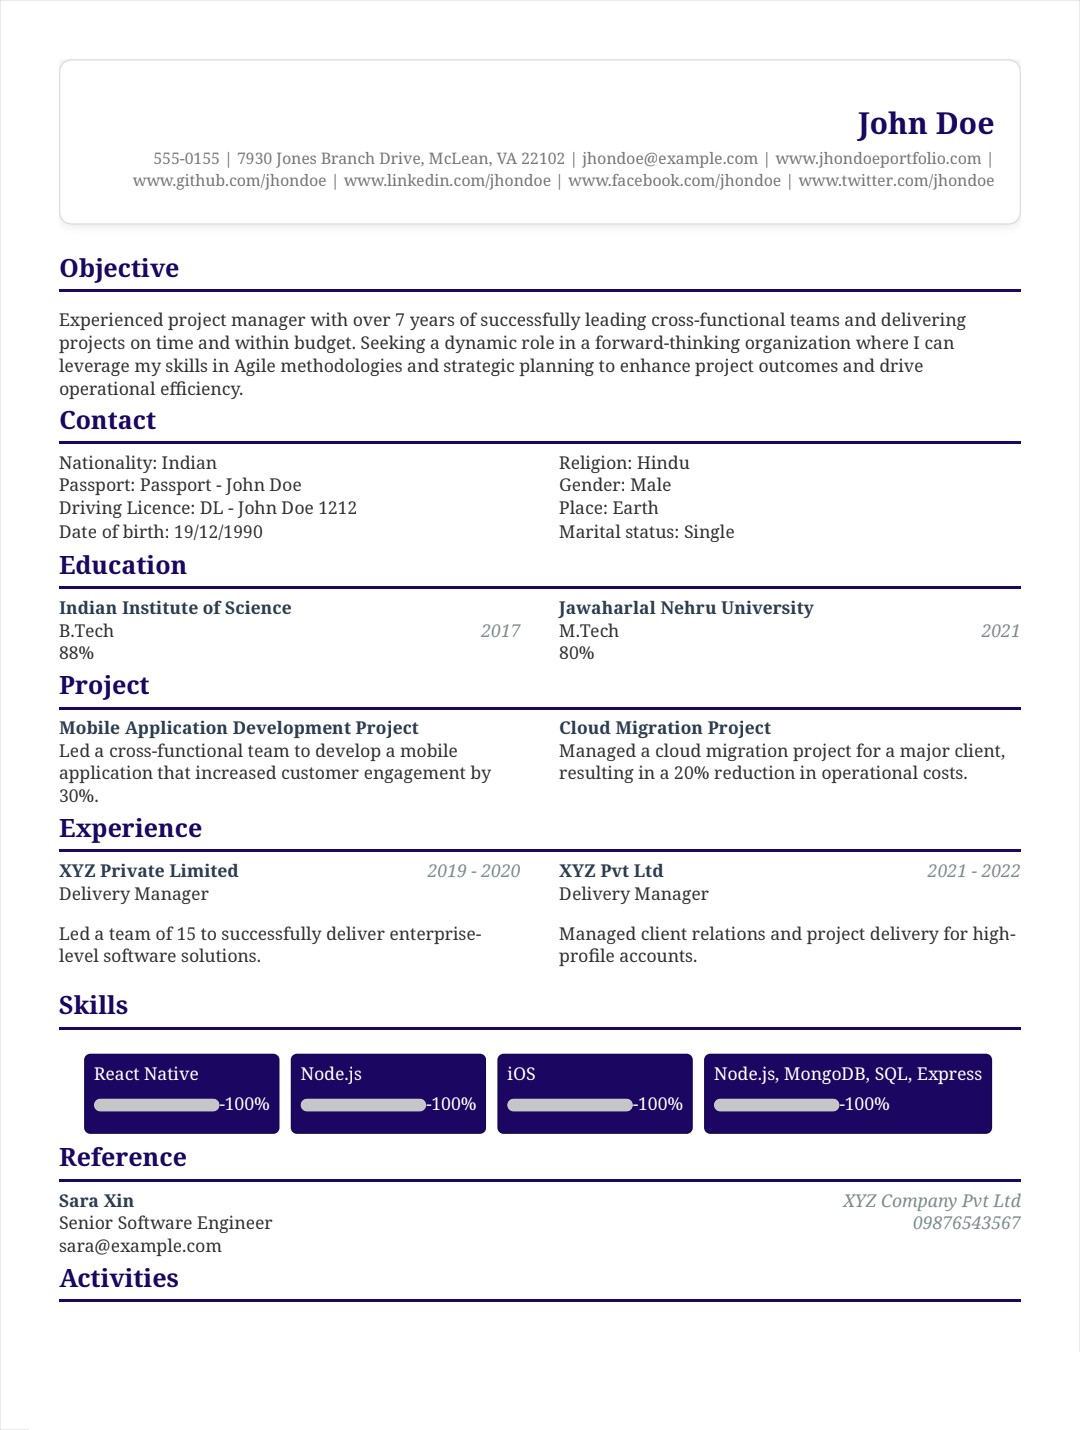 John Doe
555-0155 | 7930 Jones Branch Drive, McLean, VA 22102 | jhondoe@example.com | www.jhondoeportfolio.com |
www.github.com/jhondoe | www.linkedin.com/jhondoe | www.facebook.com/jhondoe | www.twitter.com/jhondoe
Objective
Experienced project manager with over 7 years of successfully leading cross-functional teams and delivering
projects on time and within budget. Seeking a dynamic role in a forward-thinking organization where I can
leverage my skills in Agile methodologies and strategic planning to enhance project outcomes and drive
operational efficiency.
Contact
Nationality: Indian
Passport: Passport - John Doe
Driving Licence: DL - John Doe 1212
Date of birth: 19/12/1990
Religion: Hindu
Gender: Male
Place: Earth
Marital status: Single
Education
Indian Institute of Science
B.Tech 2017
88%
Jawaharlal Nehru University
M.Tech 2021
80%
Project
Mobile Application Development Project
Led a cross-functional team to develop a mobile
application that increased customer engagement by
30%.
Cloud Migration Project
Managed a cloud migration project for a major client,
resulting in a 20% reduction in operational costs.
Experience
XYZ Private Limited 2019 - 2020
Delivery Manager
Led a team of 15 to successfully deliver enterprise-
level software solutions.
XYZ Pvt Ltd 2021 - 2022
Delivery Manager
Managed client relations and project delivery for high-
profile accounts.
Skills
React Native
-100%
Node.js
-100%
iOS
-100%
Node.js, MongoDB, SQL, Express
-100%
Reference
Sara Xin XYZ Company Pvt Ltd
Senior Software Engineer 09876543567
sara@example.com
Activities